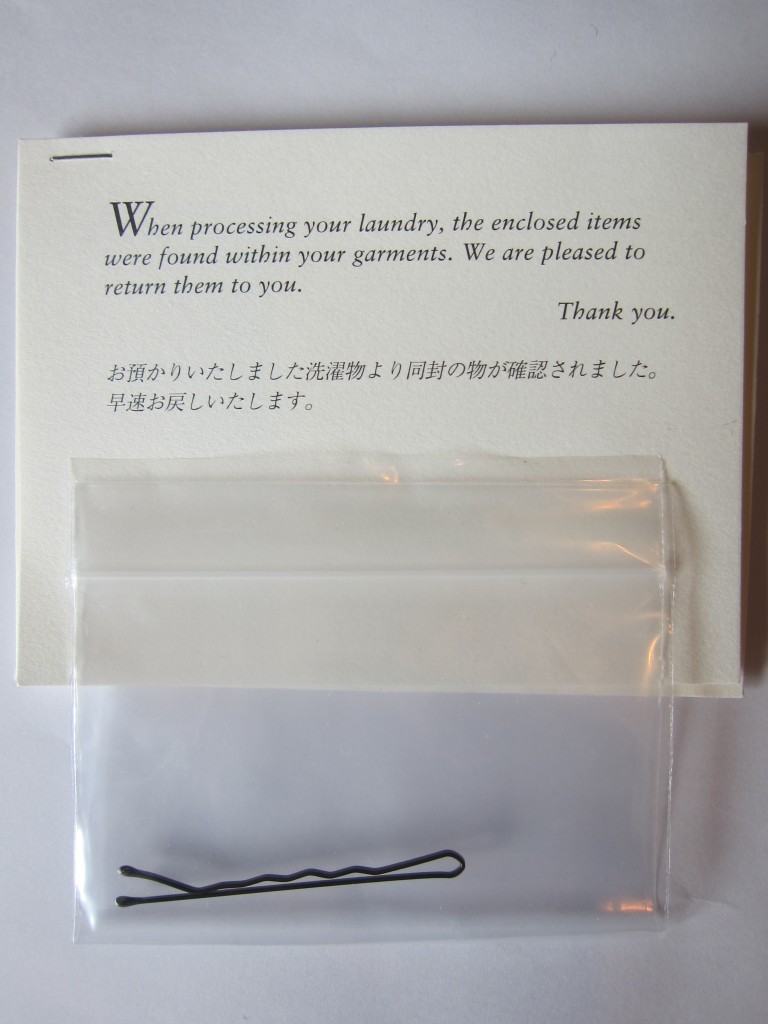 When processing your laundry, the enclosed items
were found within your garments. We are pleased to
return them to you.
Thank you.
お預かりいたしました洗濯物より同封の物が確認されました。
早速お戻しいたします。